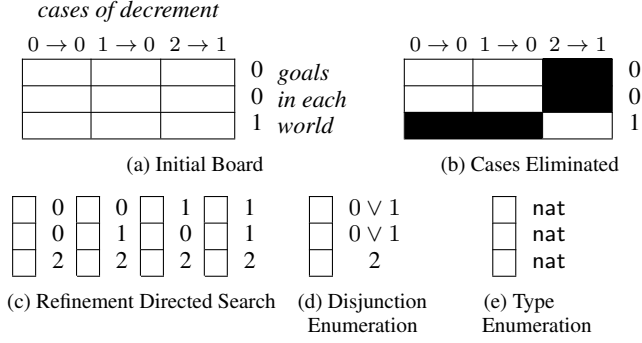 cases of decrement
0 → 0 1 → 0 2 → 1
0 goals
0 in each
1 world
(a) Initial Board
0 → 0 1 → 0 2 → 1
0
0
1
(b) Cases Eliminated
0 0 1 1
0 1 0 1
2 2 2 2
(c) Refinement Directed Search
0 ∨ 1
0 ∨ 1
2
(d) Disjunction
Enumeration
nat
nat
nat
(e) Type
Enumeration